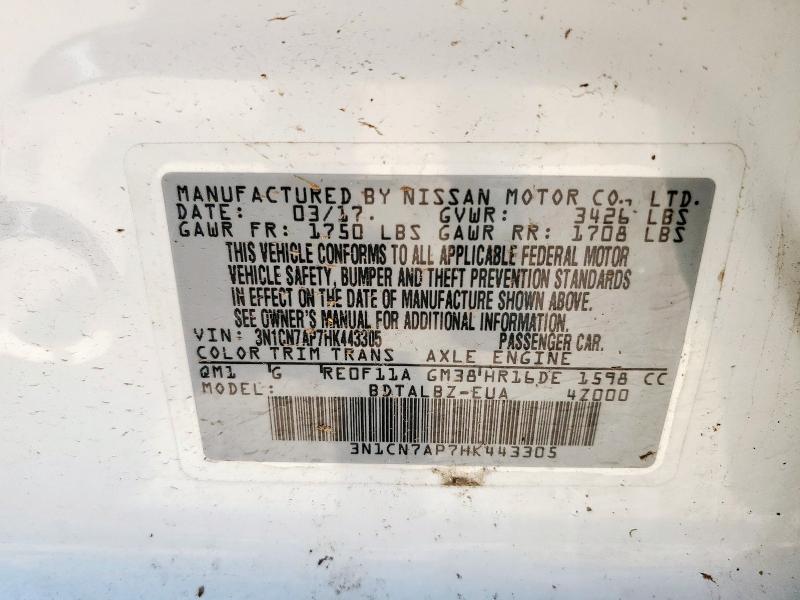 MANUFACTURED BY NISSAN MOTOR CO., LTD.
DATE: 03/17. GVWR: 3426 LBS
GAWR FR: 1750 LBS GAWR RR: 1708 LBS
THIS VEHICLE CONFORMS TO ALL APPLICABLE FEDERAL MOTOR
VEHICLE SAFETY, BUMPER AND THEFT PREVENTION STANDARDS
IN EFFECT ON THE DATE OF MANUFACTURE SHOWN ABOVE.
SEE OWNER'S MANUAL FOR ADDITIONAL INFORMATION.
VIN: 3N1CN7AP7HK443305 PASSENGER CAR.
COLOR TRIM TRANS AXLE ENGINE
QM1 G RE0F11A GM38 HR16DE 1598 CC
MODEL: BDTALBZ-EUA 4Z000
3N1CN7AP7HK443305